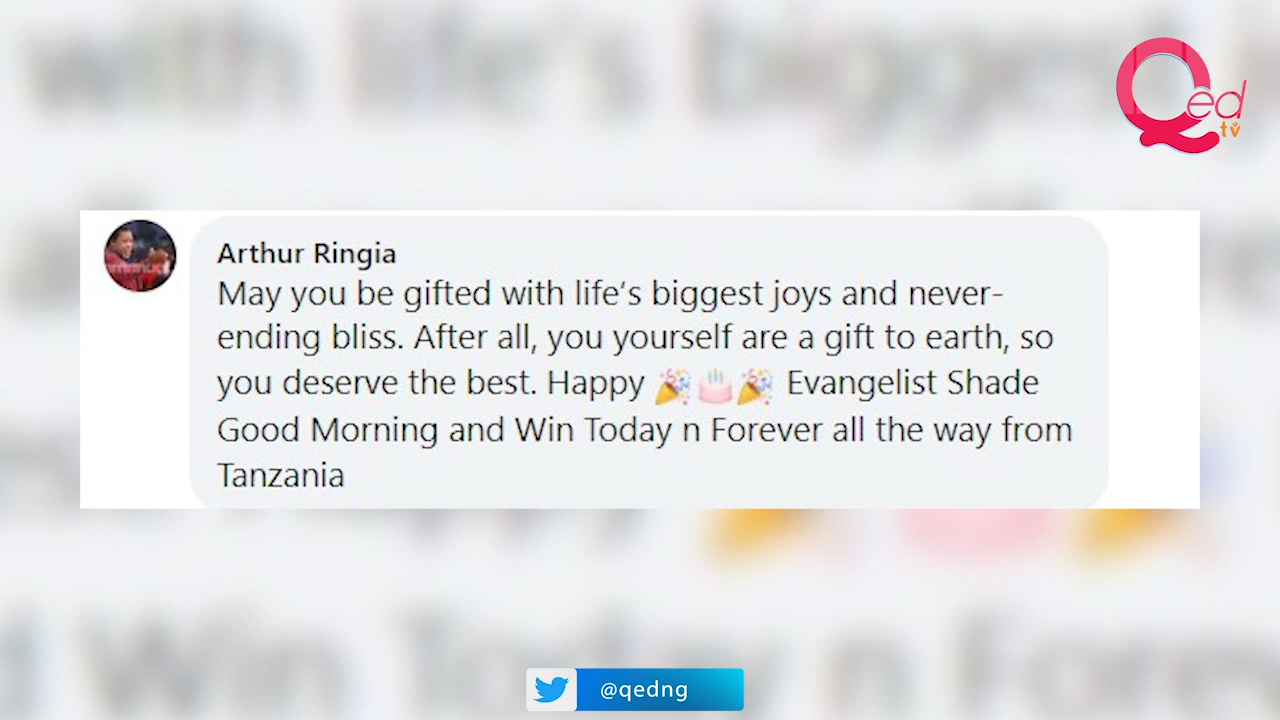 Qed
tv
Arthur Ringia
May you be gifted with life's biggest joys and never-
ending bliss. After all, you yourself are a gift to earth, so
you deserve the best. Happy 🎉🎂🎉 Evangelist Shade
Good Morning and Win Today n Forever all the way from
Tanzania
@qedng